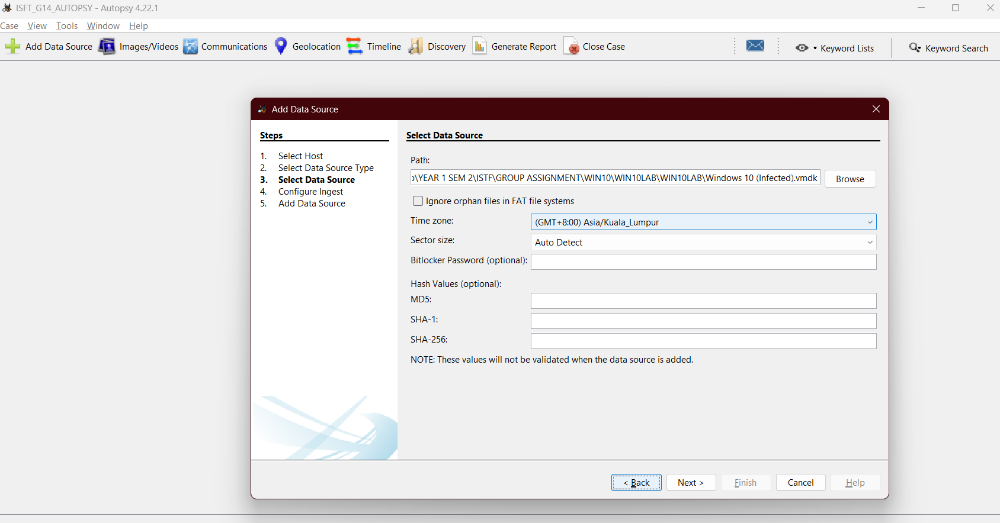 ISFT_G14_AUTOPSY - Autopsy 4.22.1
Case View Tools Window Help
Add Data Source Images/Videos Communications Geolocation Timeline Discovery Generate Report Close Case Keyword Lists Keyword Search
Add Data Source
Steps
1. Select Host
2. Select Data Source Type
3. Select Data Source
4. Configure Ingest
5. Add Data Source
Select Data Source
Path:
\YEAR 1 SEM 2\ISTF\GROUP ASSIGNMENT\WIN10\WIN10LAB\WIN10LAB\Windows 10 (Infected).vmdk Browse
Ignore orphan files in FAT file systems
Time zone: (GMT+8:00) Asia/Kuala_Lumpur
Sector size: Auto Detect
Bitlocker Password (optional):
Hash Values (optional):
MD5:
SHA-1:
SHA-256:
NOTE: These values will not be validated when the data source is added.
< Back Next > Finish Cancel Help